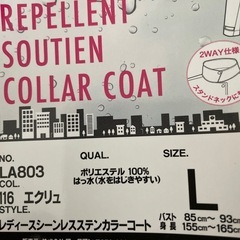 REPELLENT
SOUTIEN
COLLAR COAT
2WAY仕様
スタンドネックにも
NO.
LA803
QUAL.
SIZE.
COL.
116 エクリュ
ポリエステル 100%
はっ水(水をはじきやすい)
L
STYLE.
バスト 85cm~ 93cm
レディースシーンレスステンカラーコート
身長 155cm~165cm